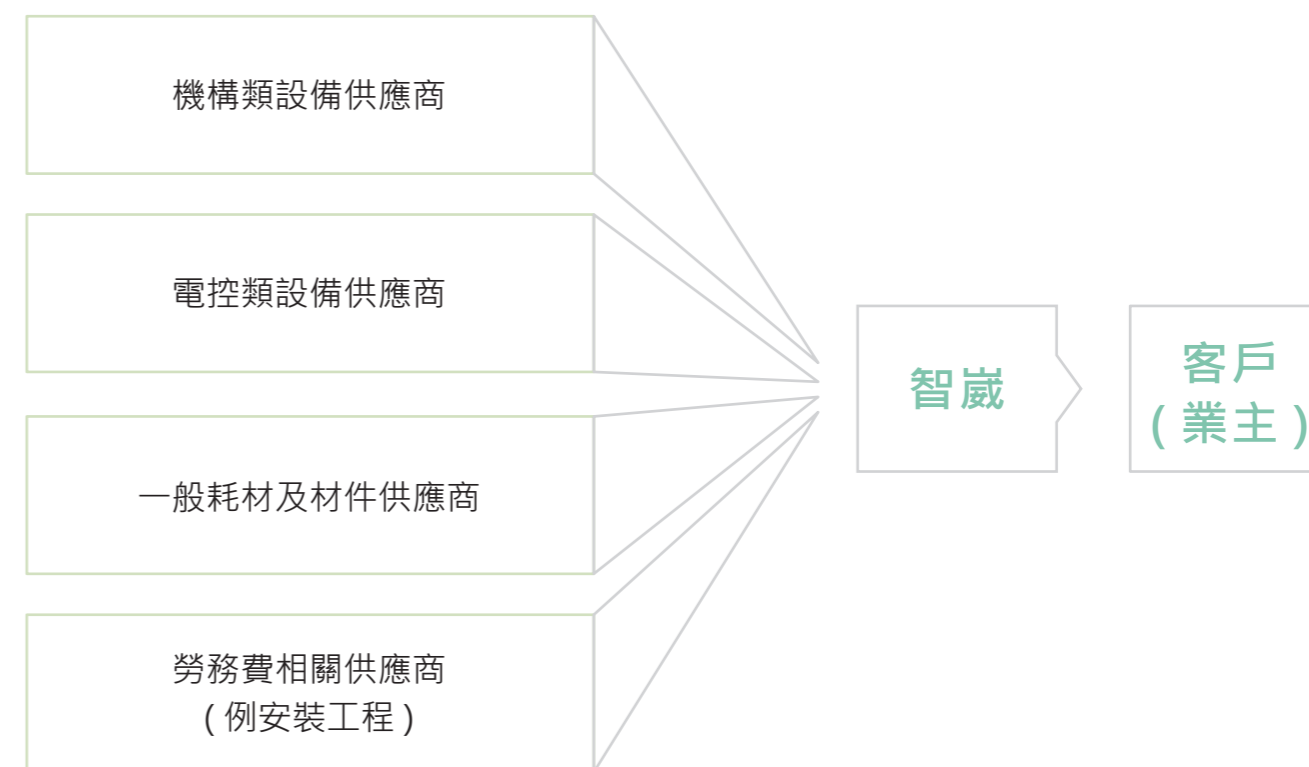 機構類設備供應商
電控類設備供應商
一般耗材及材件供應商
勞務費相關供應商
( 例安裝工程 )
智崴
客戶
( 業主 )